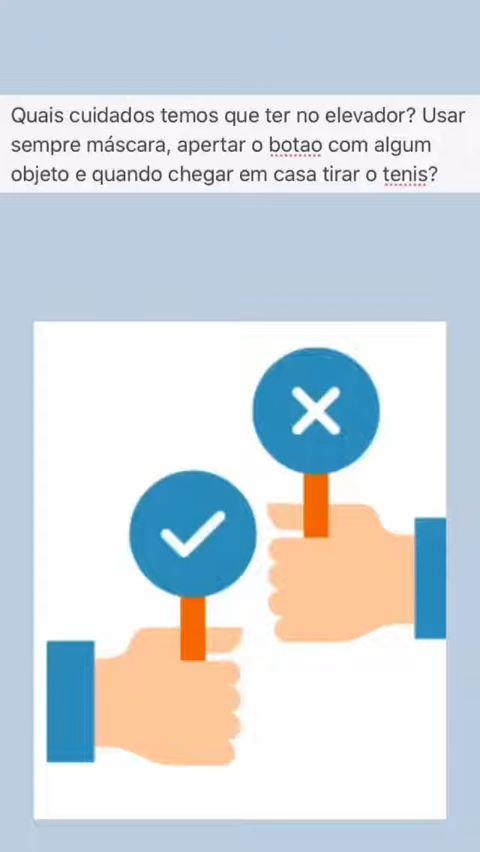 Quais cuidados temos que ter no elevador? Usar
sempre máscara, apertar o botao com algum
objeto e quando chegar em casa tirar o tenis?